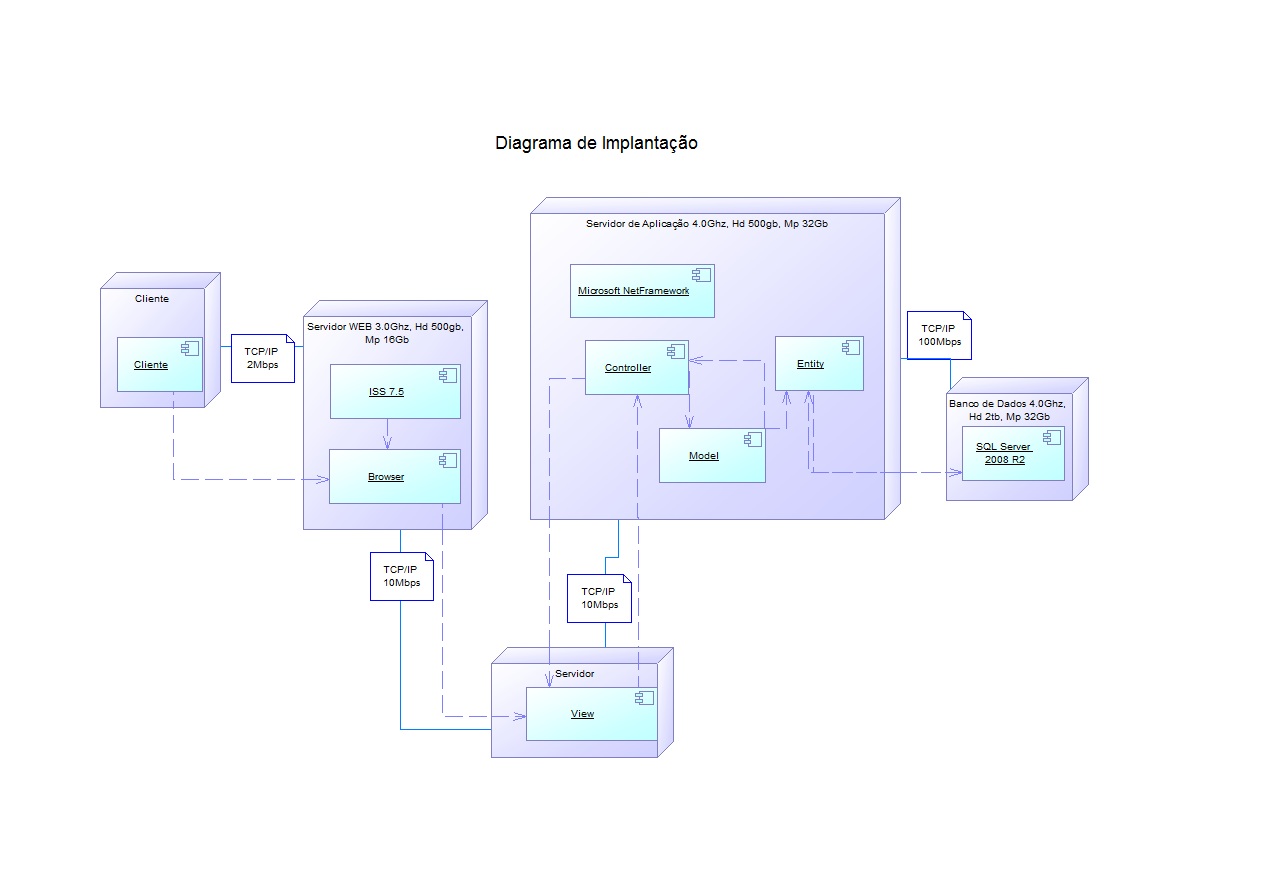 Diagrama de Implantação
Servidor de Aplicação 4.0Ghz, Hd 500gb, Mp 32Gb
Microsoft NetFramework
Controller
Entity
Model
Cliente
Cliente
TCP/IP
2Mbps
Servidor WEB 3.0Ghz, Hd 500gb,
Mp 16Gb
ISS 7.5
Browser
TCP/IP
100Mbps
Banco de Dados 4.0Ghz,
Hd 2tb, Mp 32Gb
SQL Server
2008 R2
TCP/IP
10Mbps
TCP/IP
10Mbps
Servidor
View